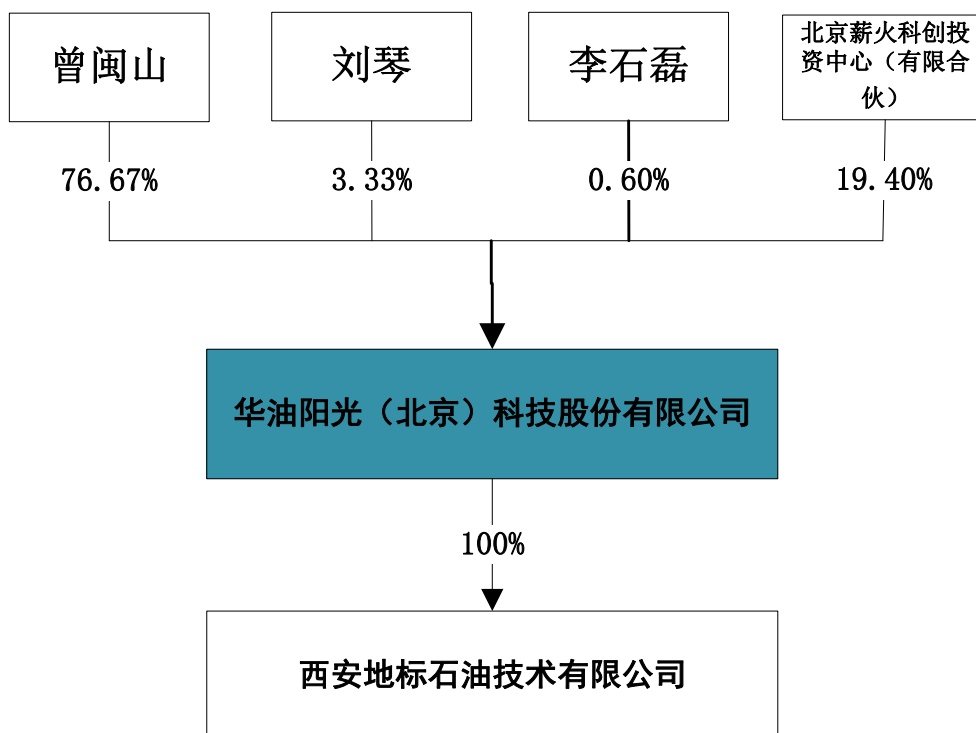 曾闽山
刘琴
李石磊
北京薪火科创投
资中心（有限合
伙）
76.67%
3.33%
0.60%
19.40%
华油阳光（北京）科技股份有限公司
100%
西安地标石油技术有限公司